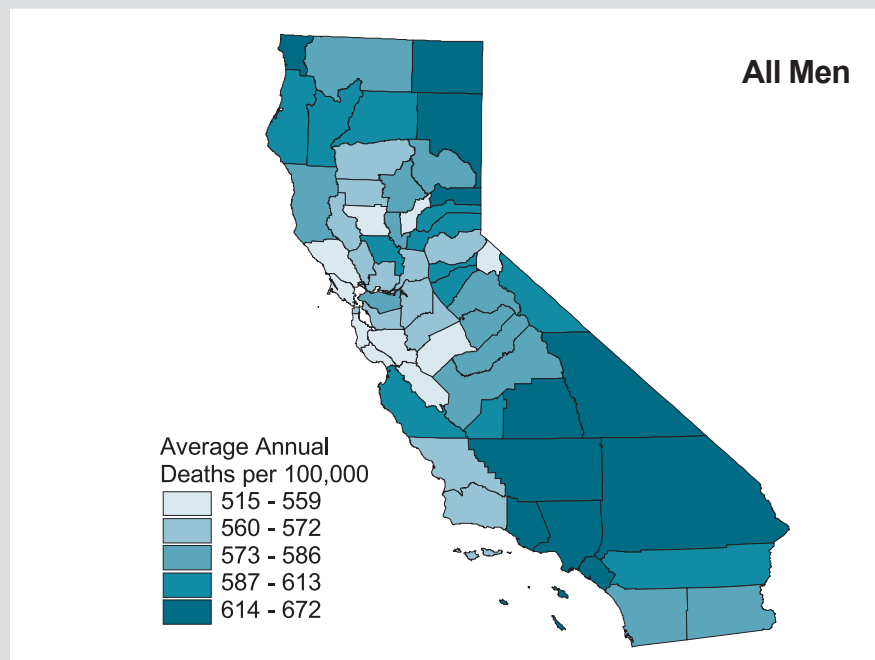 All Men
Average Annual
Deaths per 100,000
515 - 559
560 - 572
573 - 586
587 - 613
614 - 672